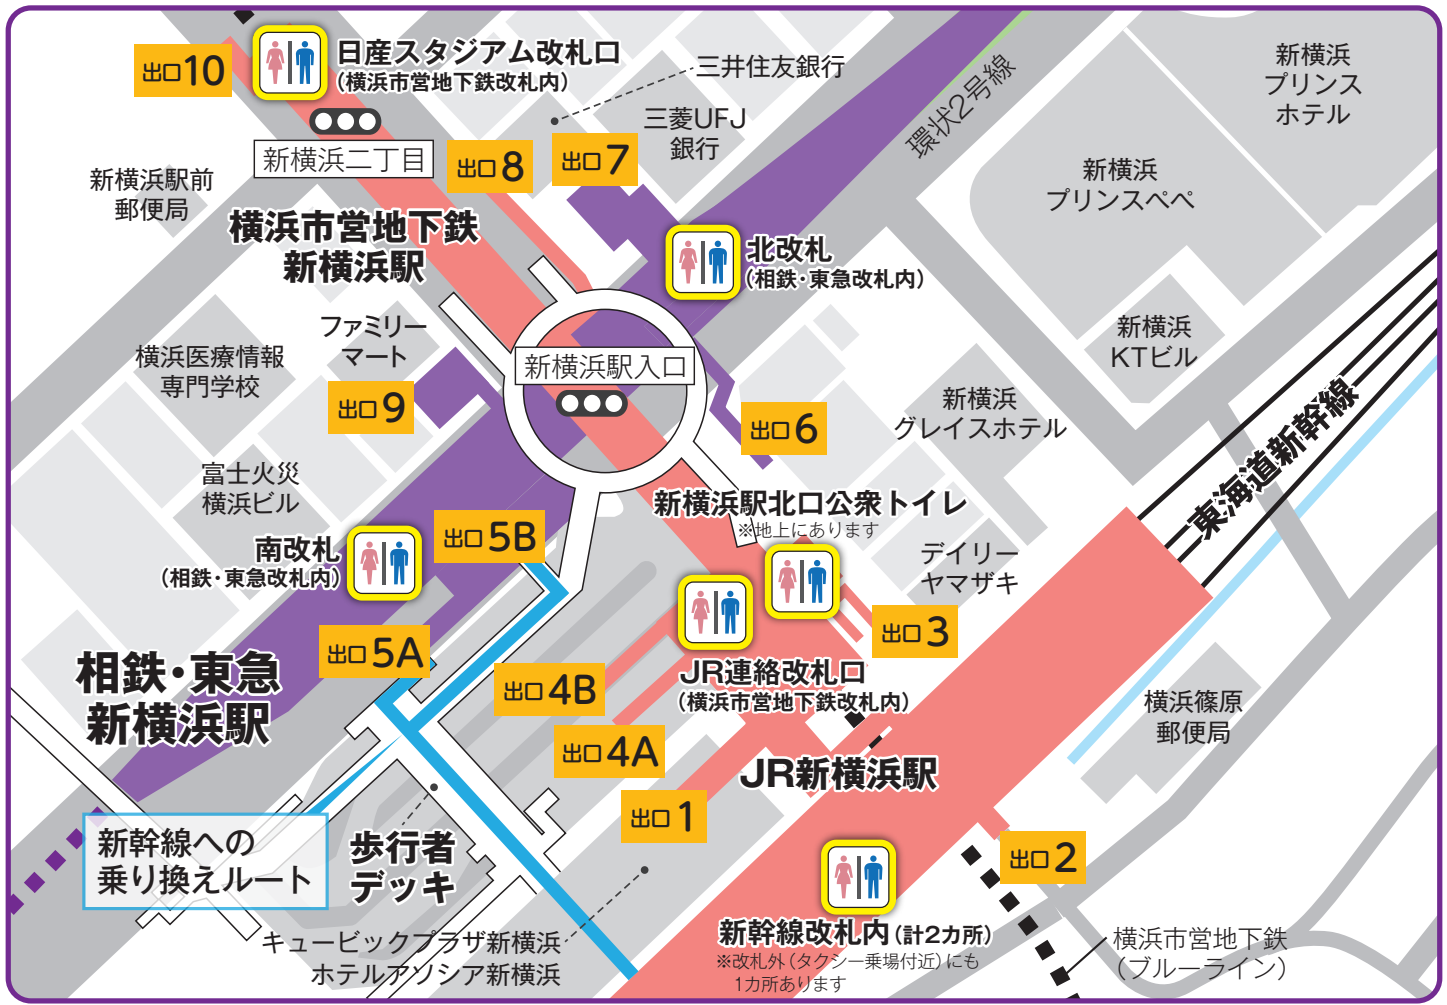 出口10
日産スタジアム改札口
(横浜市営地下鉄改札内)
三井住友銀行
三菱UFJ
銀行
環状2号線
新横浜
プリンス
ホテル
新横浜二丁目
出口8
出口7
新横浜
プリンスペペ
新横浜駅前
郵便局
横浜市営地下鉄
新横浜駅
北改札
(相鉄・東急改札内)
ファミリー
マート
横浜医療情報
専門学校
新横浜駅入口
新横浜
KTビル
出口9
出口6
新横浜
グレイスホテル
東海道新幹線
富士火災
横浜ビル
新横浜駅北口公衆トイレ
※地上にあります
出口5B
南改札
(相鉄・東急改札内)
デイリー
ヤマザキ
出口3
出口5A
相鉄・東急
新横浜駅
出口4B
JR連絡改札口
(横浜市営地下鉄改札内)
横浜篠原
郵便局
出口4A
JR新横浜駅
出口1
新幹線への
乗り換えルート
歩行者
デッキ
出口2
新幹線改札内(計2カ所)
※改札外(タクシー乗場付近)にも
1カ所あります
キュービックプラザ新横浜
ホテルアソシア新横浜
横浜市営地下鉄
(ブルーライン)